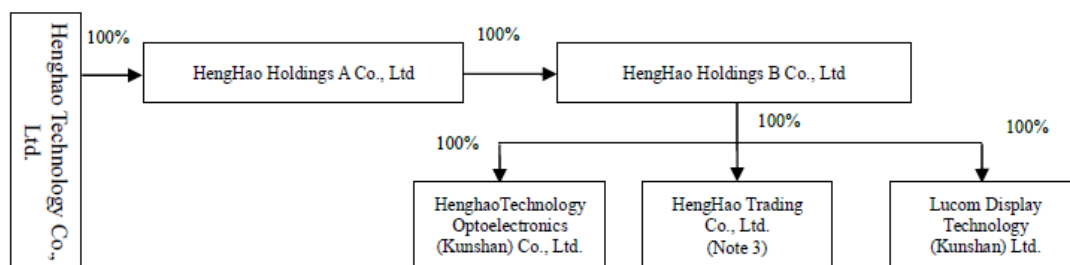 Henghao Technology Co.,
Ltd.
100%
HengHao Holdings A Co., Ltd
100%
HengHao Holdings B Co., Ltd
100%
100%
100%
HenghaoTechnology
Optoelectronics
(Kunshan) Co., Ltd.
HengHao Trading
Co., Ltd.
(Note 3)
Lucom Display
Technology
(Kunshan) Ltd.